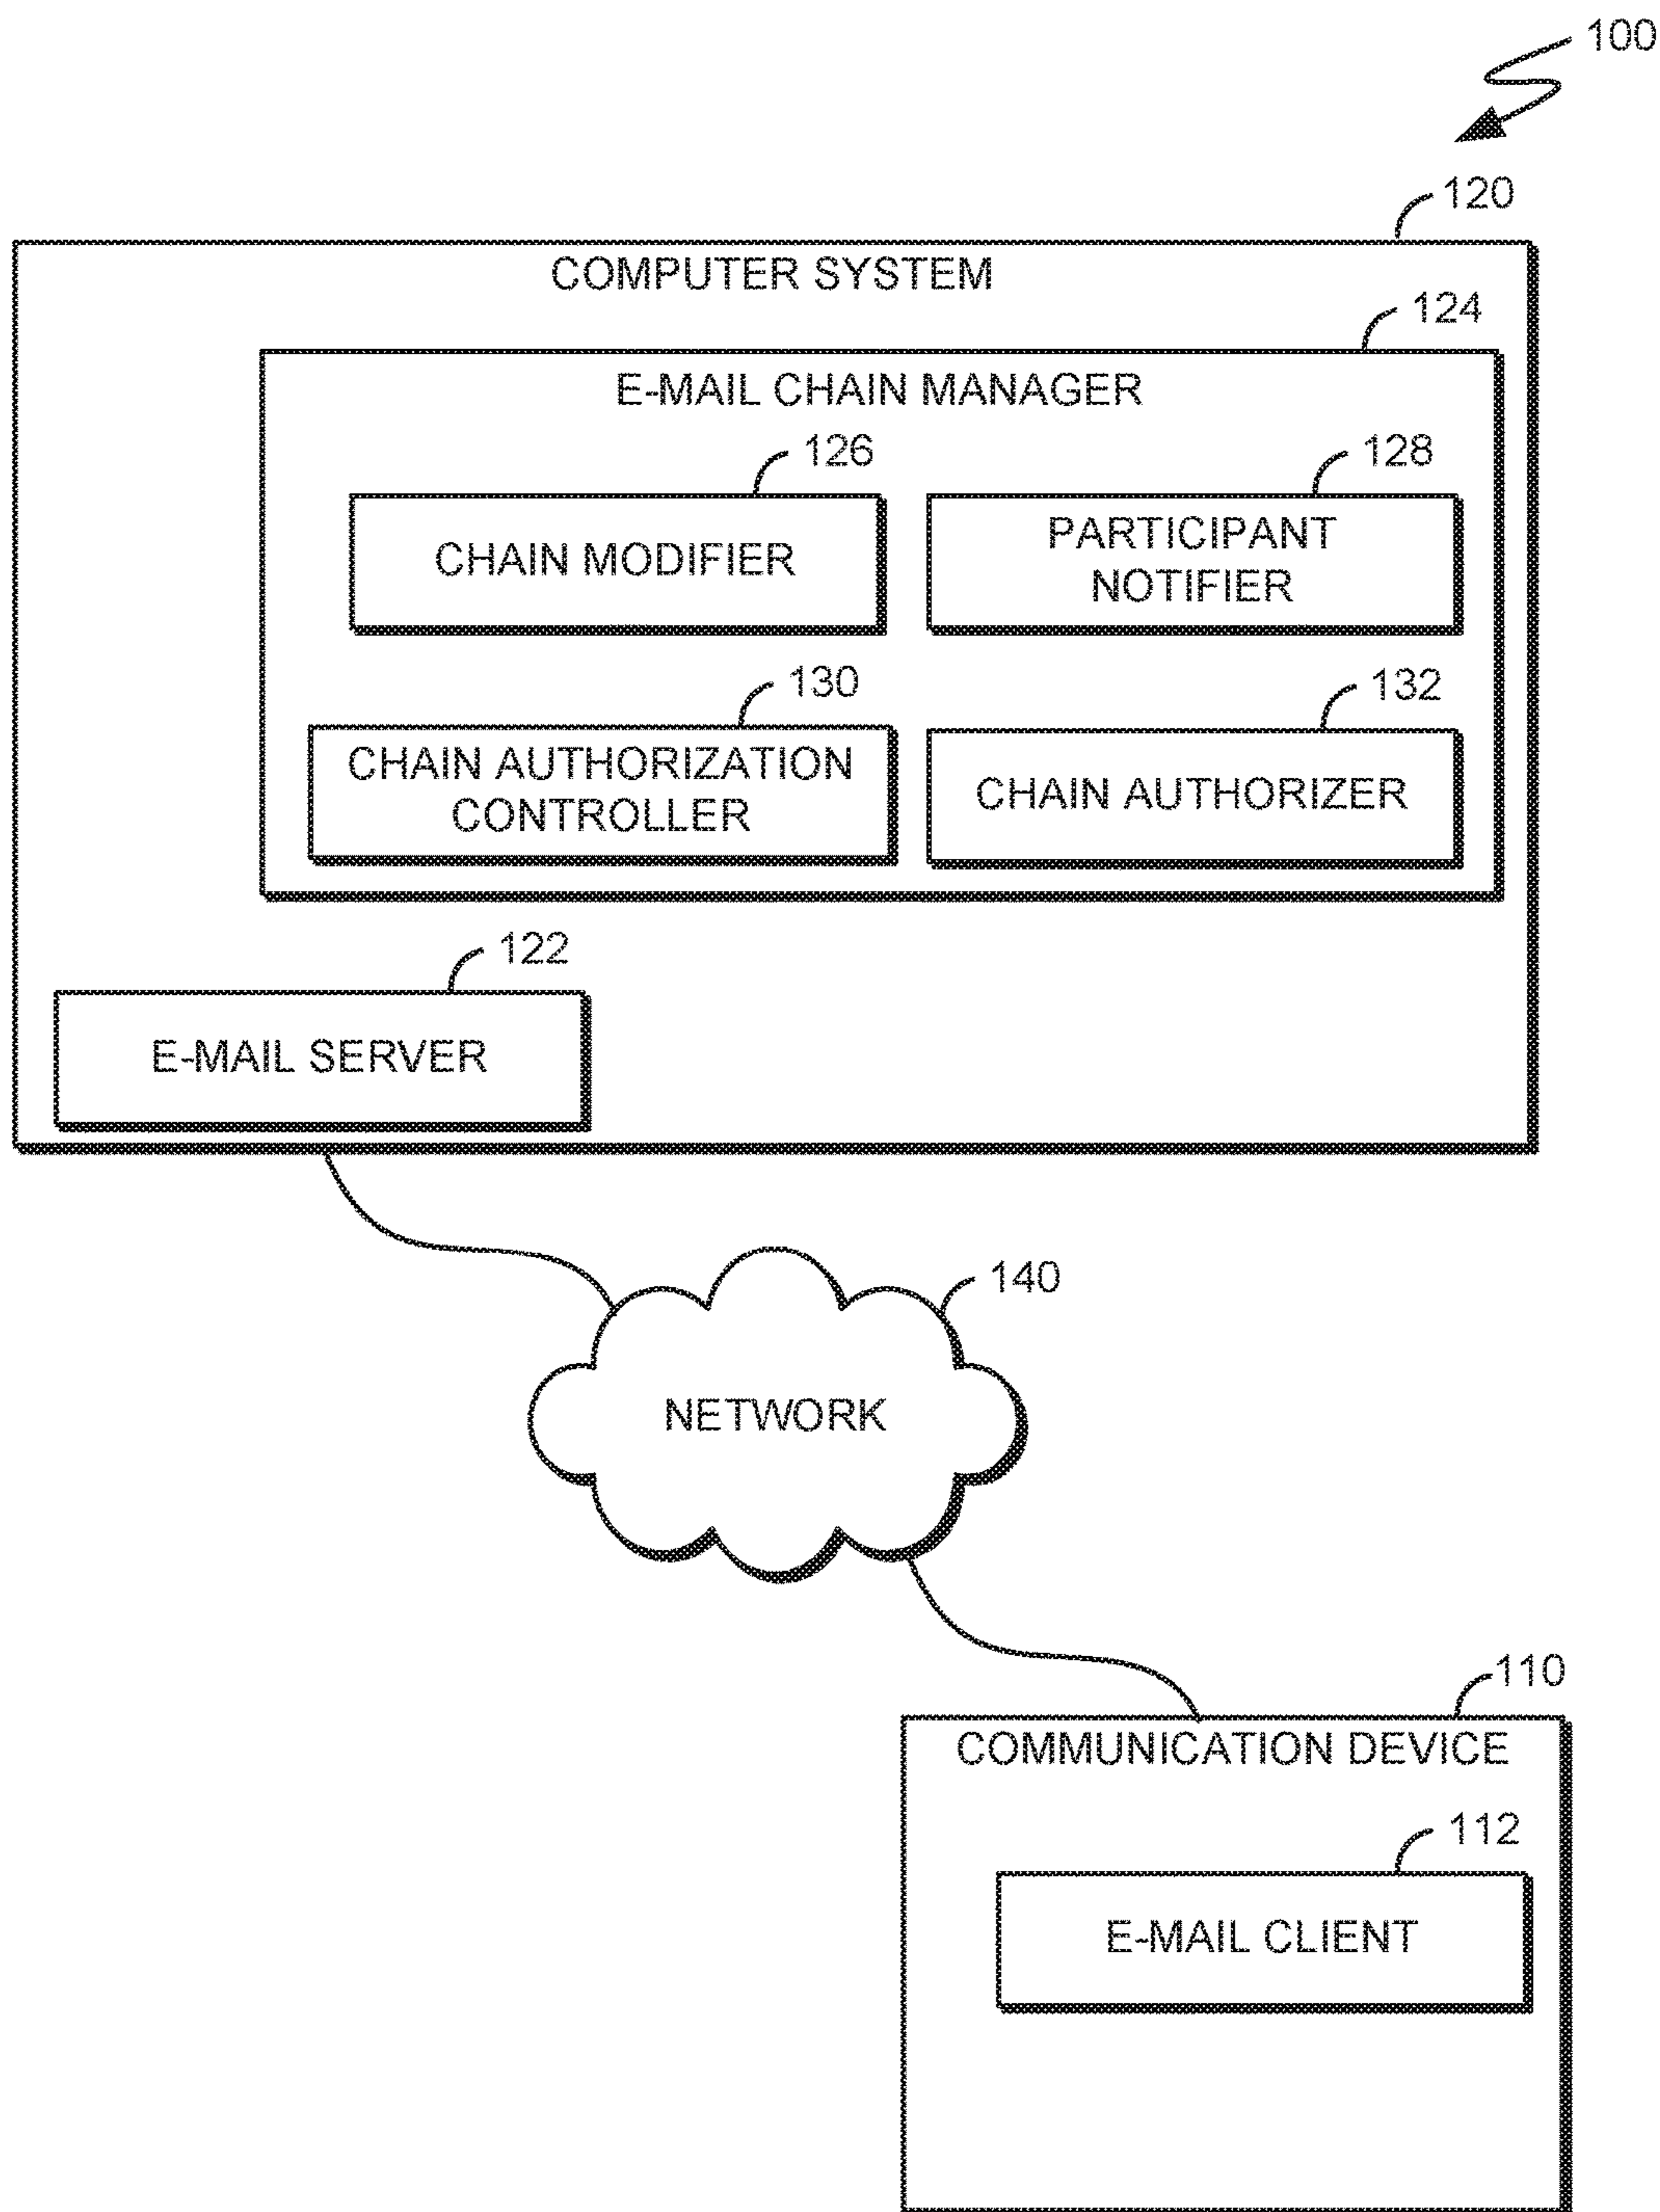 100
120
COMPUTER SYSTEM
124
E-MAIL CHAIN MANAGER
126
128
CHAIN MODIFIER
PARTICIPANT
NOTIFIER
130
132
CHAIN AUTHORIZATION
CONTROLLER
CHAIN AUTHORIZER
122
E-MAIL SERVER
140
NETWORK
110
COMMUNICATION DEVICE
112
E-MAIL CLIENT